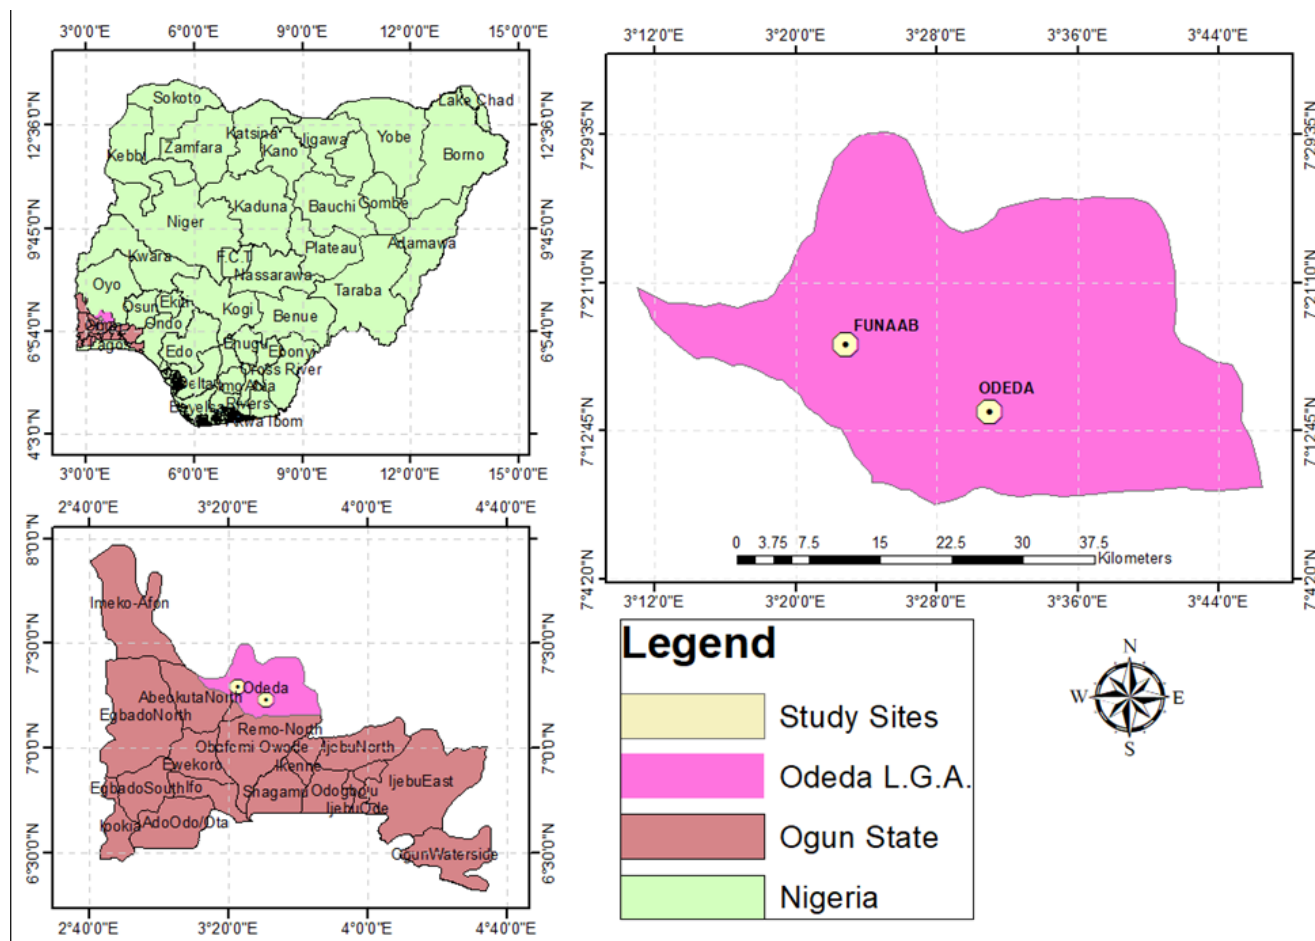 3°0'0"E 6°0'0"E 9°0'0"E 12°0'0"E 15°0'0"E
12°36'0"N 12°36'0"N
9°45'0"N 9°45'0"N
6°54'0"N 6°54'0"N
4°3'0"N 4°3'0"N
Sokoto
Lake Chad
Katsina
Jigawa
Yobe
Zamfara
Kano
Kebbi
Borno
Kaduna
Bauchi
Gombe
Niger
Adamawa
Plateau
Kwara
F.C.T
Nassarawa
Oyo
Taraba
Ekiti
Osun
Kogi
Benue
Ondo
Lagos
Edo
Enugu
Ebonyi
Cross River
Delta
Imo
Abia
Rivers
Bayelsa
Akwa Ibom
3°0'0"E 6°0'0"E 9°0'0"E 12°0'0"E 15°0'0"E
3°12'0"E 3°20'0"E 3°28'0"E 3°36'0"E 3°44'0"E
7°29'35"N 7°29'35"N
7°21'10"N 7°21'10"N
7°12'45"N 7°12'45"N
7°4'20"N 7°4'20"N
FUNAAB
ODEDA
0 3.75 7.5 15 22.5 30 37.5
Kilometers
3°12'0"E 3°20'0"E 3°28'0"E 3°36'0"E 3°44'0"E
2°40'0"E 3°20'0"E 4°0'0"E 4°40'0"E
8°0'0"N 8°0'0"N
7°30'0"N 7°30'0"N
7°0'0"N 7°0'0"N
6°30'0"N 6°30'0"N
Imeko-Afon
Odeda
AbeokutaNorth
EgbadoNorth
Remo-North
Obafemi Owode
IjebuNorth
Ewekoro
Ikenne
IjebuEast
EgbadoSouth
Ifo
Shagamu
Odogbolu
IjebuOde
Ipokia
AdoOdo/Ota
OgunWaterside
2°40'0"E 3°20'0"E 4°0'0"E 4°40'0"E
Legend
Study Sites
Odeda L.G.A.
Ogun State
Nigeria
N
W E
S